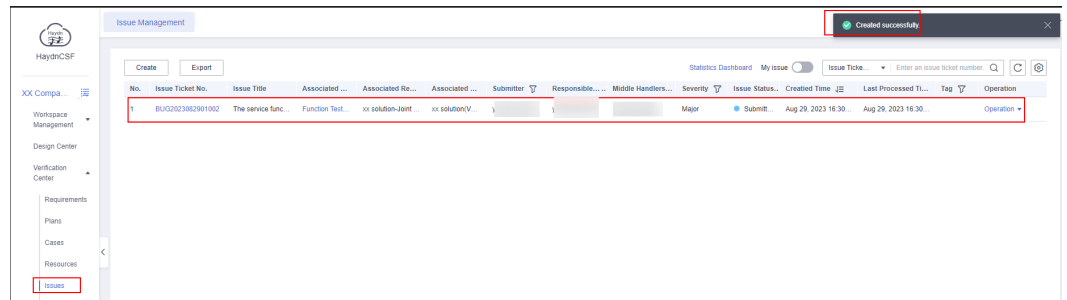 Issue Management
Created successfully.
Haydn
HaydnCSF
Create
Export
Statistics Dashboard
My issue
Issue Ticke...
Enter an issue ticket number.
XX Compa...
No.
Issue Ticket No.
Issue Title
Associated ...
Associated Re...
Associated ...
Submitter
Responsible...
Middle Handlers...
Severity
Issue Status..
Created Time
Last Processed Ti...
Tag
Operation
1
BUG2023082901002
The service func...
Function Test...
xx solution-Joint ...
xx solution(V...
Major
Submitt...
Aug 29, 2023 16:30...
Aug 29, 2023 16:30...
Operation
Workspace
Management
Design Center
Verification
Center
Requirements
Plans
Cases
Resources
Issues